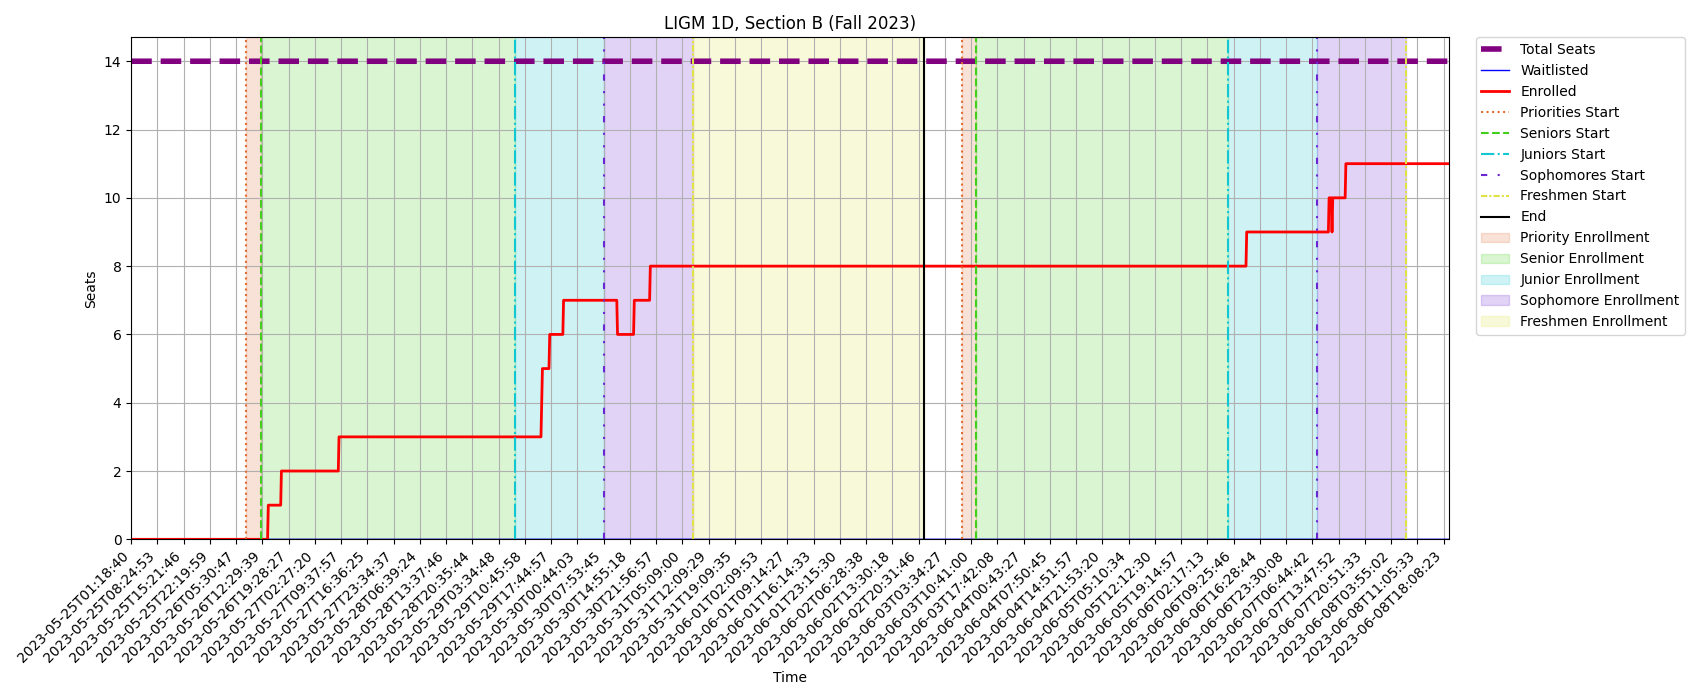 LIGM 1D, Section B (Fall 2023)
14
12
10
8
6
4
2
0
Seats
2023-05-25T01:18:40
2023-05-25T08:24:53
2023-05-25T15:21:46
2023-05-25T22:19:59
2023-05-26T05:30:47
2023-05-26T12:29:39
2023-05-26T19:28:27
2023-05-27T02:27:20
2023-05-27T09:37:57
2023-05-27T16:36:25
2023-05-27T23:34:37
2023-05-28T06:39:24
2023-05-28T13:37:46
2023-05-28T20:35:44
2023-05-29T03:34:48
2023-05-29T10:45:58
2023-05-29T17:44:57
2023-05-30T00:44:03
2023-05-30T07:53:45
2023-05-30T14:55:18
2023-05-30T21:56:57
2023-05-31T05:09:00
2023-05-31T12:09:29
2023-05-31T19:09:35
2023-06-01T02:09:53
2023-06-01T09:14:27
2023-06-01T16:14:33
2023-06-01T23:15:30
2023-06-02T06:28:38
2023-06-02T13:30:18
2023-06-02T20:31:46
2023-06-03T03:34:27
2023-06-03T10:41:00
2023-06-03T17:42:08
2023-06-04T00:43:27
2023-06-04T07:50:45
2023-06-04T14:51:57
2023-06-04T21:53:20
2023-06-05T05:10:34
2023-06-05T12:12:30
2023-06-05T19:14:57
2023-06-06T02:17:13
2023-06-06T09:25:46
2023-06-06T16:28:44
2023-06-06T23:30:08
2023-06-07T06:44:42
2023-06-07T13:47:52
2023-06-07T20:51:33
2023-06-08T03:55:02
2023-06-08T11:05:33
2023-06-08T18:08:23
Time
Total Seats
Waitlisted
Enrolled
Priorities Start
Seniors Start
Juniors Start
Sophomores Start
Freshmen Start
End
Priority Enrollment
Senior Enrollment
Junior Enrollment
Sophomore Enrollment
Freshmen Enrollment